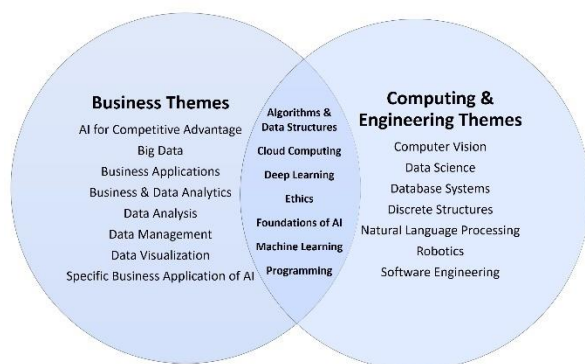 Business Themes
AI for Competitive Advantage
Big Data
Business Applications
Business & Data Analytics
Data Analysis
Data Management
Data Visualization
Specific Business Application of AI
Algorithms &
Data Structures
Cloud Computing
Deep Learning
Ethics
Foundations of AI
Machine Learning
Programming
Computing &
Engineering Themes
Computer Vision
Data Science
Database Systems
Discrete Structures
Natural Language Processing
Robotics
Software Engineering